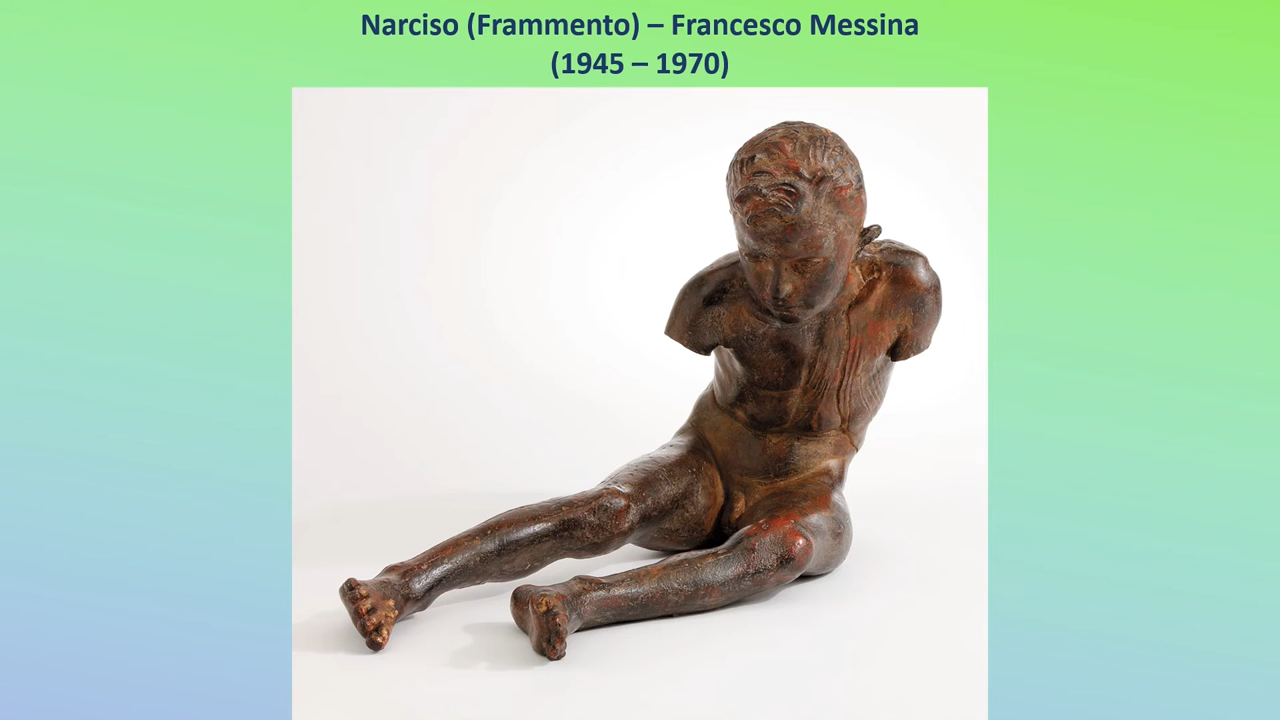 Narciso (Frammento) – Francesco Messina
(1945 – 1970)